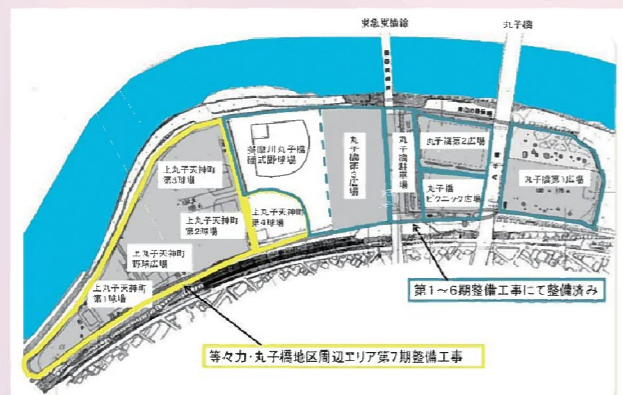 東急東横線
丸子橋
上丸子天神町
第3球場
多摩川丸子橋
硬式野球場
丸子橋第3広場
丸子橋駐車場
丸子橋第2広場
丸子橋
ピクニック広場
丸子橋第1広場
上丸子天神町
第2球場
上丸子天神町
第4球場
上丸子天神町
野球広場
上丸子天神町
第1球場
第1~6期整備工事にて整備済み
等々力・丸子橋地区周辺エリア第7期整備工事